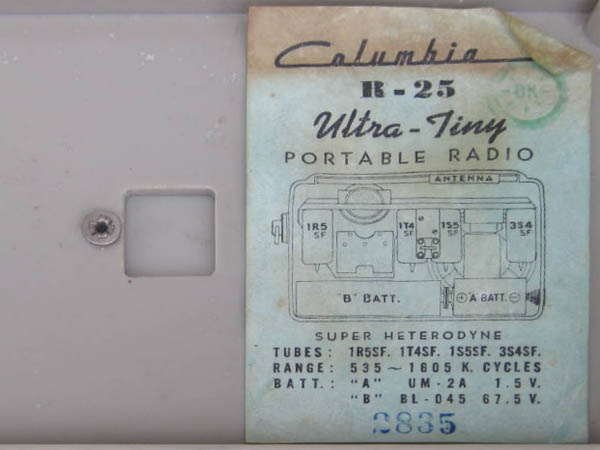 Columbia
R-25
-OK-
Ultra-Tiny
PORTABLE RADIO
ANTENNA
1R5 SF
1T4 SF
1S5 SF
3S4 SF
"B" BATT.
+ "A" BATT. -
SUPER HETERODYNE
TUBES: 1R5SF. 1T4SF. 1S5SF. 3S4SF.
RANGE: 535 ~ 1605 K. CYCLES
BATT.: "A" UM-2A 1.5 V.
"B" BL-045 67.5 V.
2835